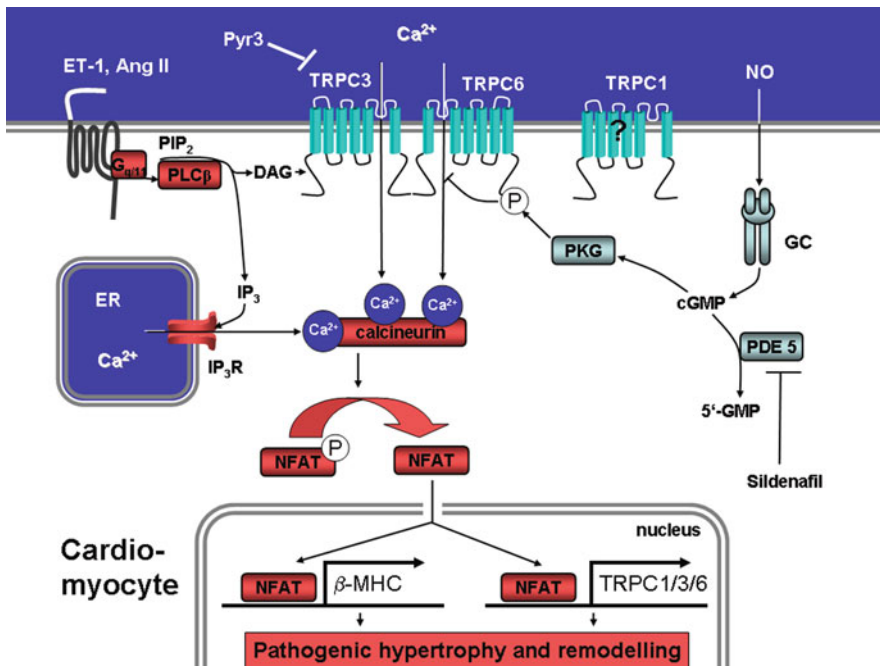 Pyr3
Ca2+
ET-1, Ang II
TRPC3
TRPC6
TRPC1
NO
?
PIP2
Gq/11
PLCβ
DAG
P
PKG
GC
cGMP
ER
IP3
Ca2+
Ca2+
Ca2+
Ca2+
calcineurin
PDE 5
IP3R
5‘-GMP
P
NFAT
NFAT
Sildenafil
nucleus
Cardio-
myocyte
NFAT
β-MHC
NFAT
TRPC1/3/6
Pathogenic hypertrophy and remodelling